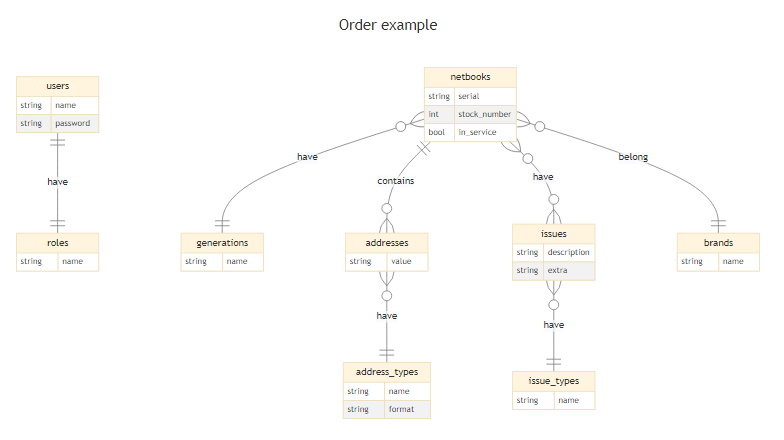 Order example
users
string name
string password
have
roles
string name
netbooks
string serial
int stock_number
bool in_service
have
contains
have
belong
generations
string name
addresses
string value
issues
string description
string extra
brands
string name
have
have
address_types
string name
string format
issue_types
string name